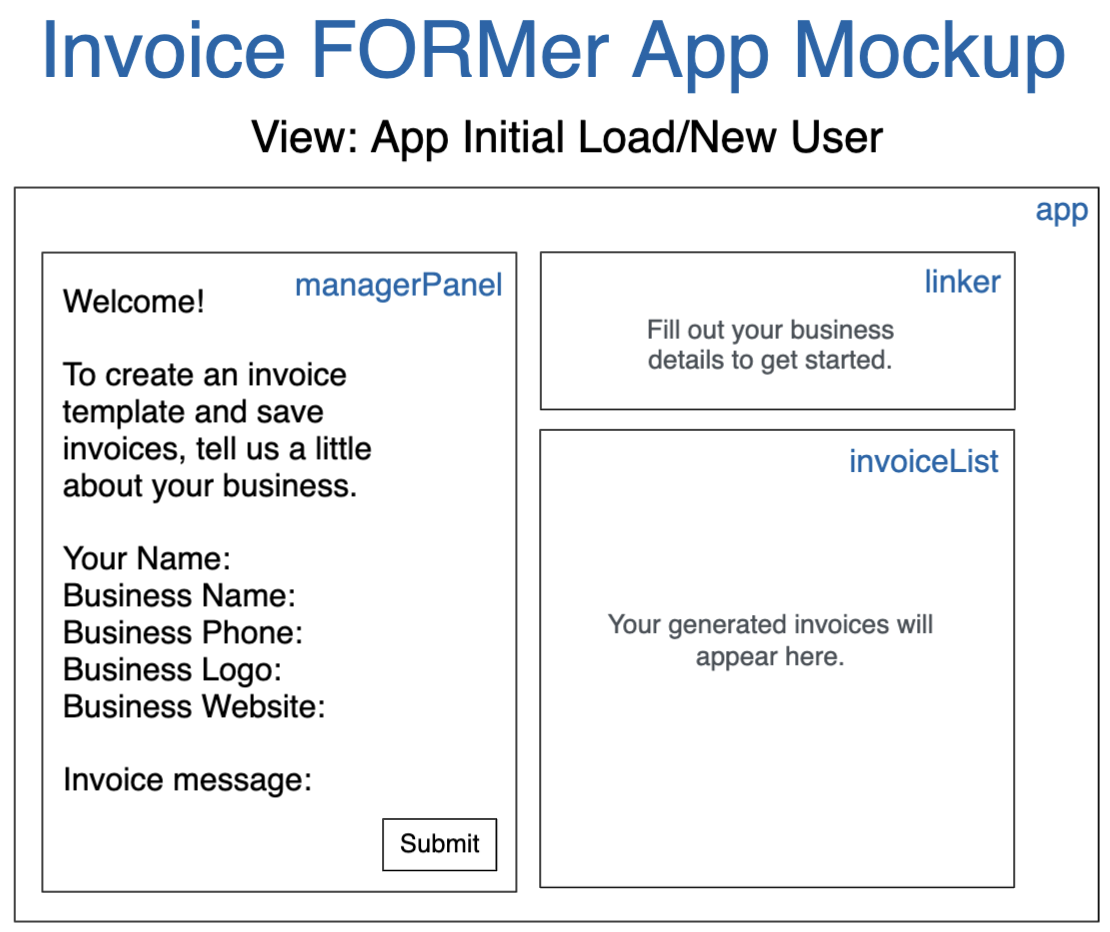 Invoice FORMer App Mockup
View: App Initial Load/New User
app
managerPanel
Welcome!
To create an invoice
template and save
invoices, tell us a little
about your business.
Your Name:
Business Name:
Business Phone:
Business Logo:
Business Website:
Invoice message:
Submit
linker
Fill out your business
details to get started.
invoiceList
Your generated invoices will
appear here.